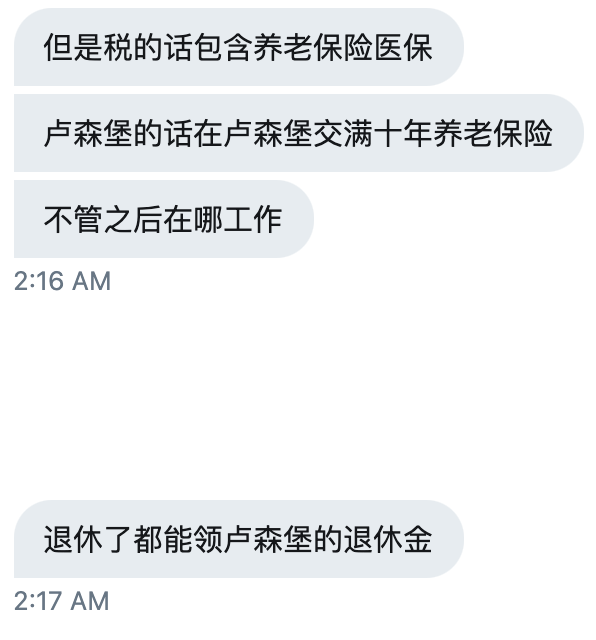 但是税的话包含养老保险医保
卢森堡的话在卢森堡交满十年养老保险
不管之后在哪工作
2:16 AM
退休了都能领卢森堡的退休金
2:17 AM